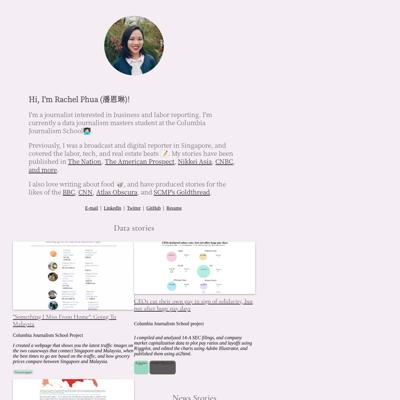 Hi, I'm Rachel Phua (潘恩琳)!
I'm a journalist interested in business and labor reporting. I'm
currently a data journalism masters student at the Columbia
Journalism School
Previously, I was a broadcast and digital reporter in Singapore, and
covered the labor, tech, and real estate beats. My stories have been
published in The Nation, The American Prospect, Nikkei Asia, CNBC,
and more.
I also love writing about food, and have produced stories for the
likes of the BBC, CNN, Atlas Obscura, and SCMP's Goldthread.
E-mail | LinkedIn | Twitter | GitHub | Resume
Data stories
"Something I Miss From Home": Going To
Malaysia
Columbia Journalism School project
I created a webpage that shows you the latest traffic images on
the two causeways that connect Singapore and Malaysia, when
the best times to go are based on the traffic, and how grocery
prices compare between Singapore and Malaysia.
CEOs cut their own pay in sign of solidarity, but
not after huge pay days
Columbia Journalism School project
I compiled and analyzed 14-A SEC filings, and company
market capitalization data to plot pay ratios and layoffs using
R/ggplot, and edited the charts using Adobe Illustrator, and
published them using ai2html.
News Stories